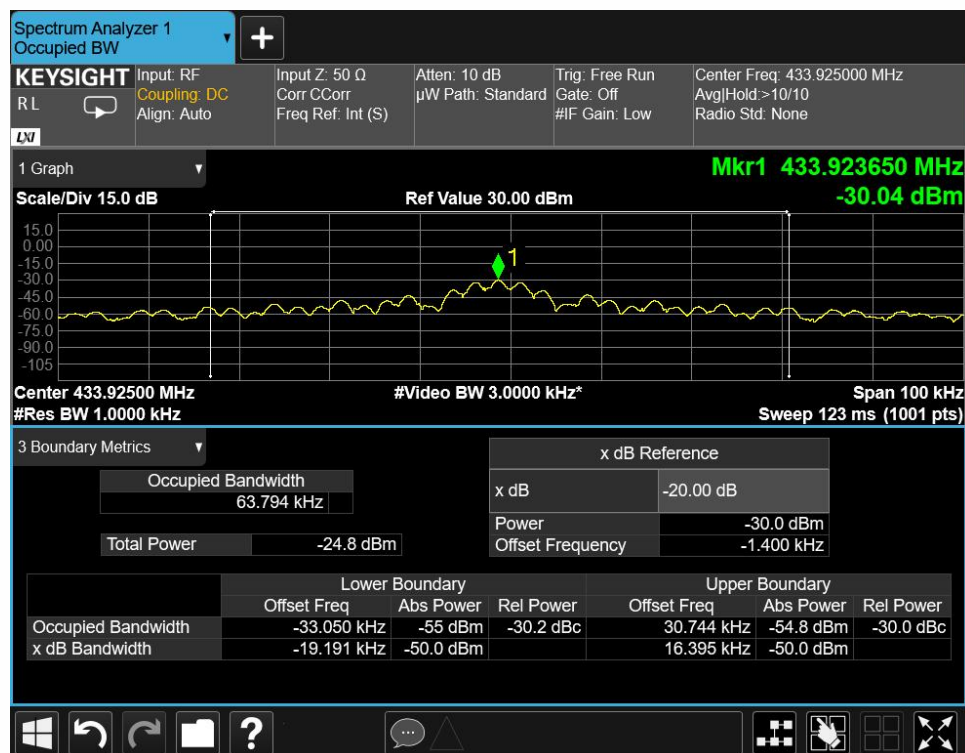 Spectrum Analyzer 1
Occupied BW
KEYSIGHT
R L
LXI
Input: RF
Coupling: DC
Align: Auto
Input Z: 50 Ω
Corr CCorr
Freq Ref: Int (S)
Atten: 10 dB
µW Path: Standard
Trig: Free Run
Gate: Off
#IF Gain: Low
Center Freq: 433.925000 MHz
Avg|Hold:>10/10
Radio Std: None
1 Graph
Mkr1 433.923650 MHz
Scale/Div 15.0 dB
Ref Value 30.00 dBm
-30.04 dBm
15.0
0.00
-15.0
-30.0
-45.0
-60.0
-75.0
-90.0
-105
1
Center 433.92500 MHz
#Video BW 3.0000 kHz*
Span 100 kHz
#Res BW 1.0000 kHz
Sweep 123 ms (1001 pts)
3 Boundary Metrics
Occupied Bandwidth
63.794 kHz
Total Power -24.8 dBm
x dB Reference
x dB -20.00 dB
Power -30.0 dBm
Offset Frequency -1.400 kHz
Lower Boundary Upper Boundary
Offset Freq Abs Power Rel Power Offset Freq Abs Power Rel Power
Occupied Bandwidth -33.050 kHz -55 dBm -30.2 dBc 30.744 kHz -54.8 dBm -30.0 dBc
x dB Bandwidth -19.191 kHz -50.0 dBm 16.395 kHz -50.0 dBm
?